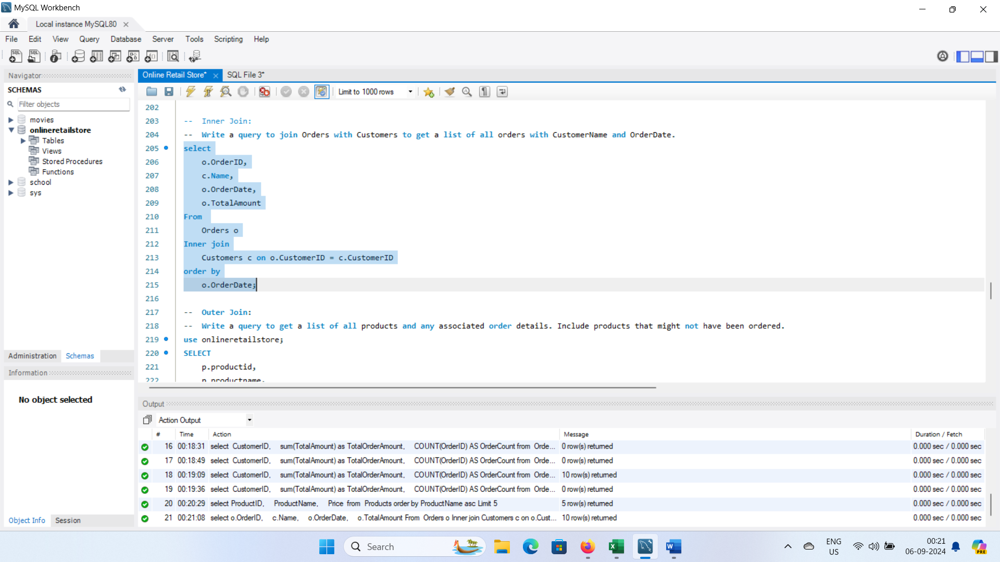 MySQL Workbench
Local instance MySQL80
File Edit View Query Database Server Tools Scripting Help
Navigator
SCHEMAS
Filter objects
movies
onlineretailstore
Tables
Views
Stored Procedures
Functions
school
sys
Administration Schemas
Information
No object selected
Object Info Session
Online Retail Store* SQL File 3*
Limit to 1000 rows
202
203 -- Inner Join:
204 -- Write a query to join Orders with Customers to get a list of all orders with CustomerName and OrderDate.
205 select
206 o.OrderID,
207 c.Name,
208 o.OrderDate,
209 o.TotalAmount
210 From
211 Orders o
212 Inner join
213 Customers c on o.CustomerID = c.CustomerID
214 order by
215 o.OrderDate;
216
217 -- Outer Join:
218 -- Write a query to get a list of all products and any associated order details. Include products that might not have been ordered.
219 use onlineretailstore;
220 SELECT
221 p.productid,
222 p.productname,
Output
Action Output
# Time Action Message Duration / Fetch
16 00:18:31 select CustomerID, sum(TotalAmount) as TotalOrderAmount, COUNT(OrderID) AS OrderCount from Orde... 0 row(s) returned 0.000 sec / 0.000 sec
17 00:18:49 select CustomerID, sum(TotalAmount) as TotalOrderAmount, COUNT(OrderID) AS OrderCount from Orde... 0 row(s) returned 0.000 sec / 0.000 sec
18 00:19:09 select CustomerID, sum(TotalAmount) as TotalOrderAmount, COUNT(OrderID) AS OrderCount from Orde... 10 row(s) returned 0.000 sec / 0.000 sec
19 00:19:36 select CustomerID, sum(TotalAmount) as TotalOrderAmount, COUNT(OrderID) AS OrderCount from Orde... 0 row(s) returned 0.000 sec / 0.000 sec
20 00:20:29 select ProductID, ProductName, Price from Products order by ProductName asc Limit 5 5 row(s) returned 0.000 sec / 0.000 sec
21 00:21:08 select o.OrderID, c.Name, o.OrderDate, o.TotalAmount From Orders o Inner join Customers c on o.Cust... 10 row(s) returned 0.000 sec / 0.000 sec
Search
ENG
US
00:21
06-09-2024
PRE